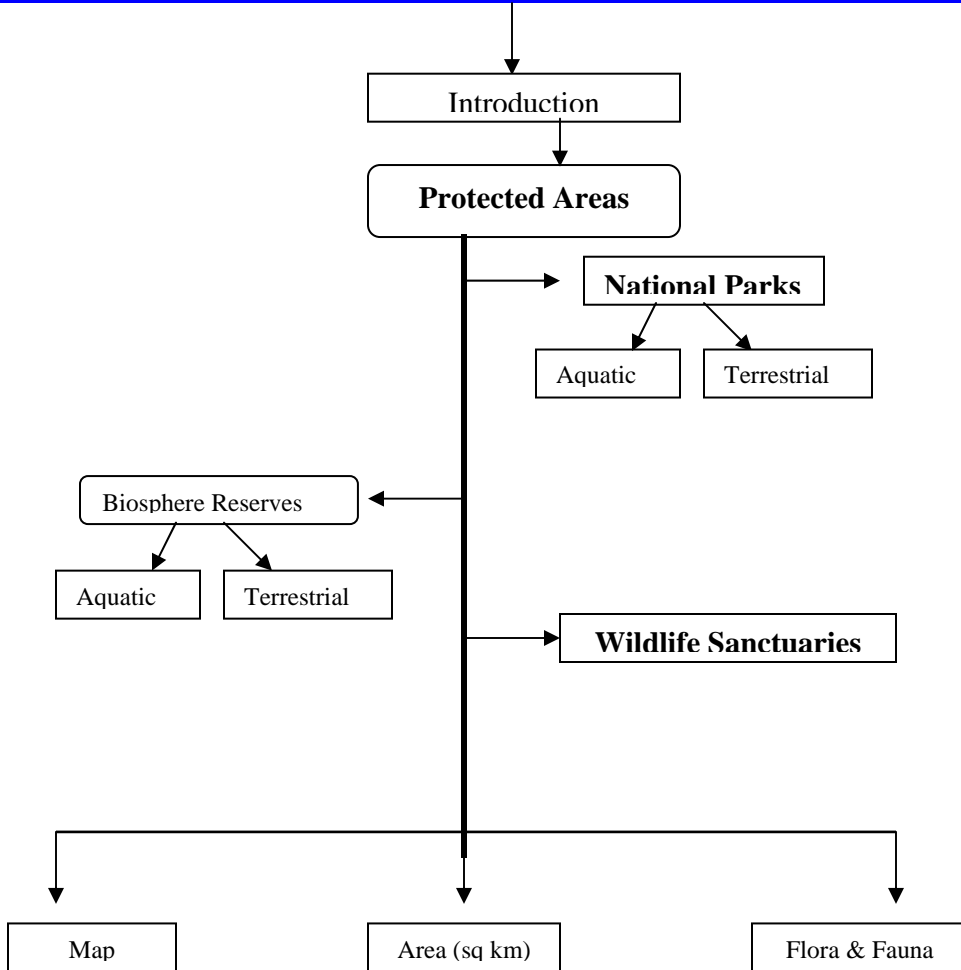 Introduction
Protected Areas
National Parks
Aquatic
Terrestrial
Biosphere Reserves
Aquatic
Terrestrial
Wildlife Sanctuaries
Map
Area (sq km)
Flora & Fauna